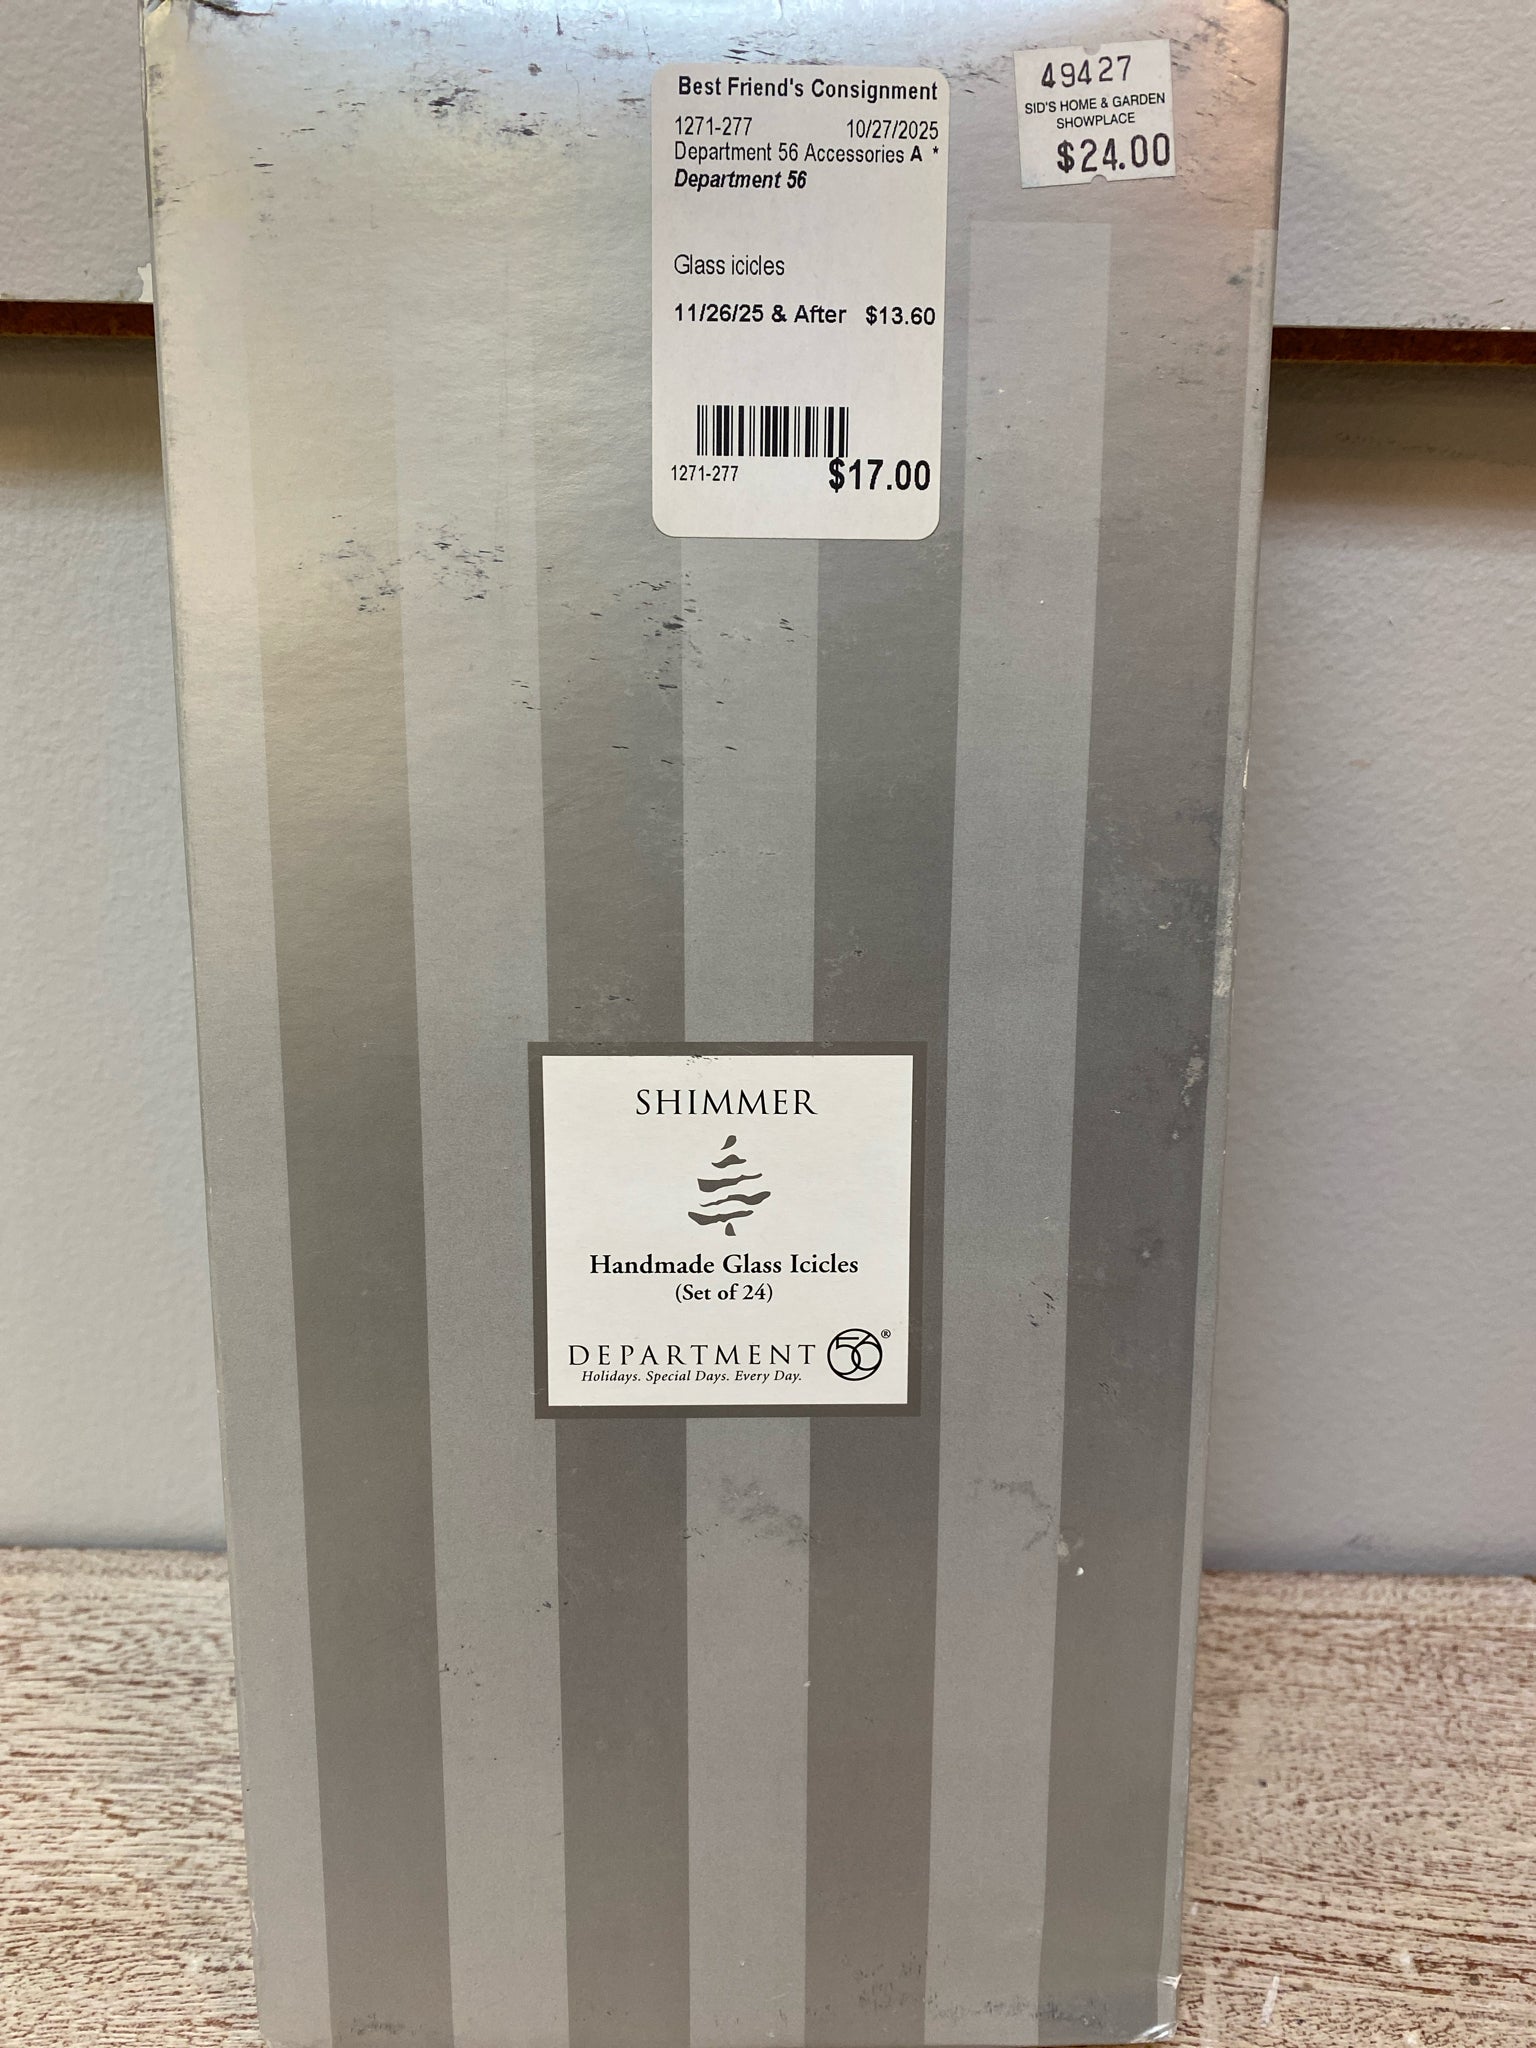 Best Friend's Consignment
1271-277 10/27/2025
Department 56 Accessories A *
Department 56
Glass icicles
11/26/25 & After $13.60
1271-277 $17.00
49427
SID'S HOME & GARDEN
SHOWPLACE
$24.00
SHIMMER
Handmade Glass Icicles
(Set of 24)
DEPARTMENT 56®
Holidays. Special Days. Every Day.